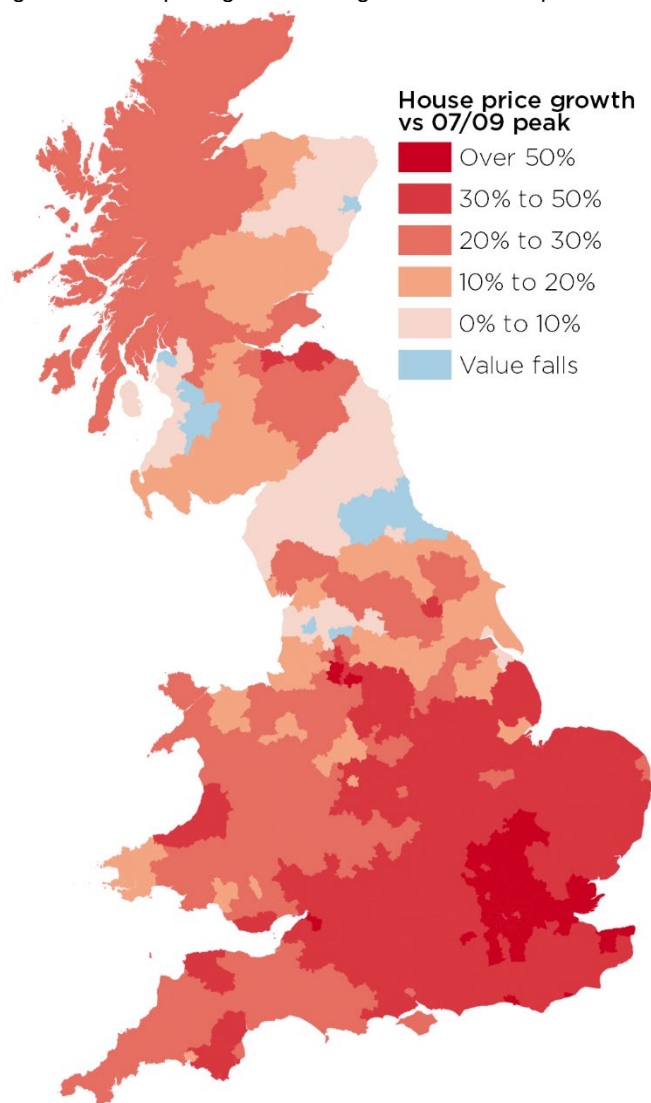 House price growth
vs 07/09 peak
Over 50%
30% to 50%
20% to 30%
10% to 20%
0% to 10%
Value falls